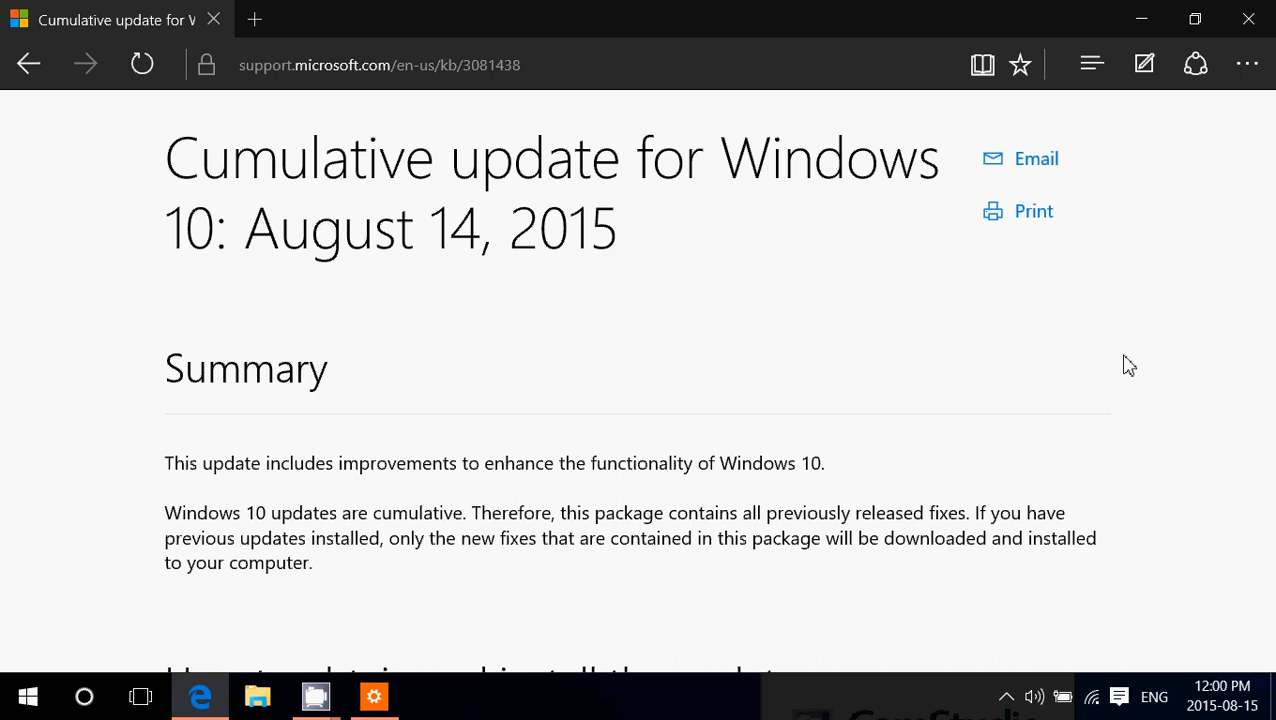 Cumulative update for W
support.microsoft.com/en-us/kb/3081438
Cumulative update for Windows
10: August 14, 2015
Email
Print
Summary
This update includes improvements to enhance the functionality of Windows 10.
Windows 10 updates are cumulative. Therefore, this package contains all previously released fixes. If you have
previous updates installed, only the new fixes that are contained in this package will be downloaded and installed
to your computer.
ENG
12:00 PM
2015-08-15